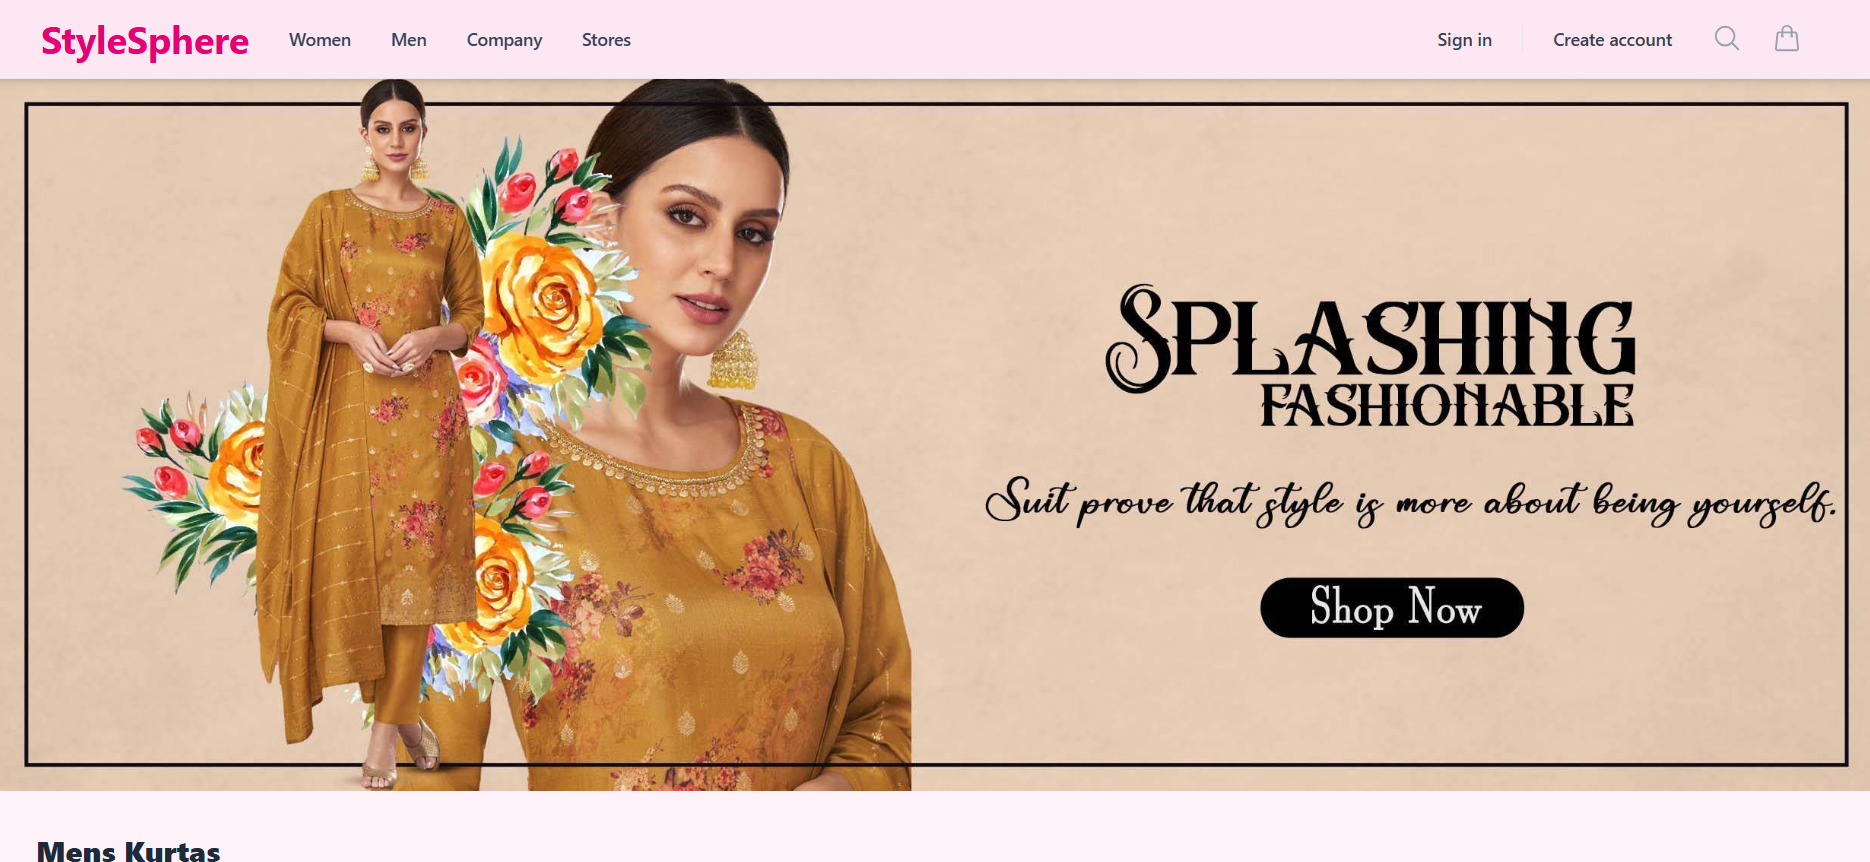 StyleSphere Women Men Company Stores Sign in Create account
SPLASHING
FASHIONABLE
Suit prove that style is more about being yourself.
Shop Now
Mens Kurtas